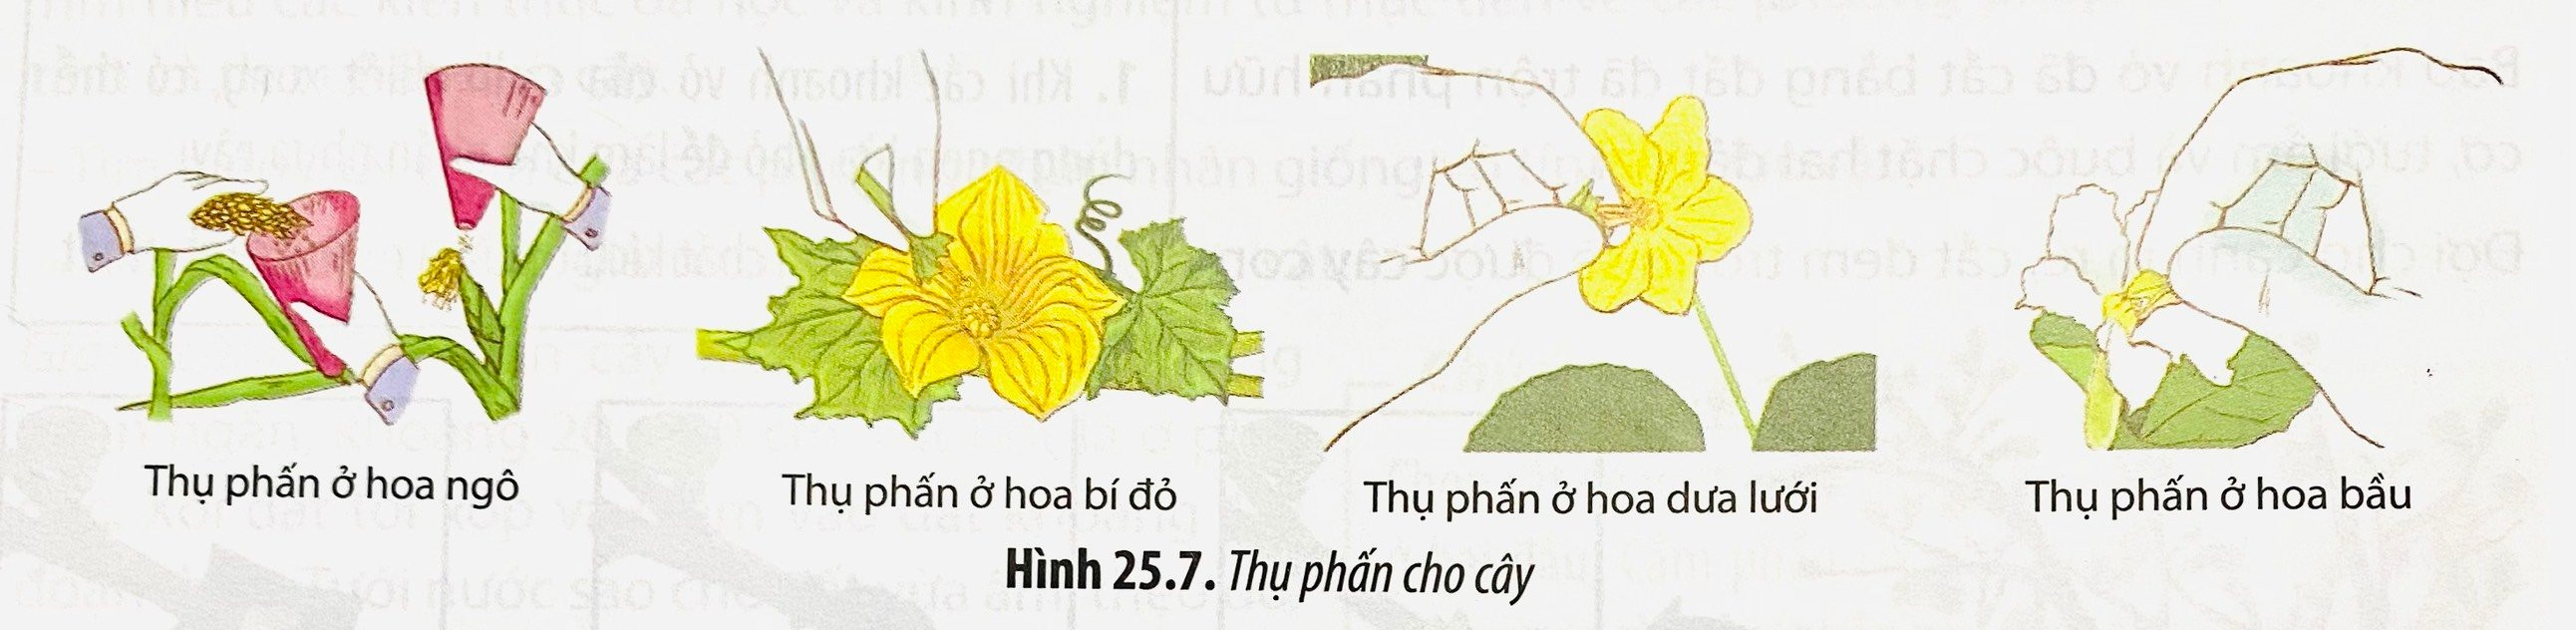 Thụ phấn ở hoa ngô
Thụ phấn ở hoa bí đỏ
Thụ phấn ở hoa dưa lưới
Thụ phấn ở hoa bầu
Hình 25.7. Thụ phấn cho cây